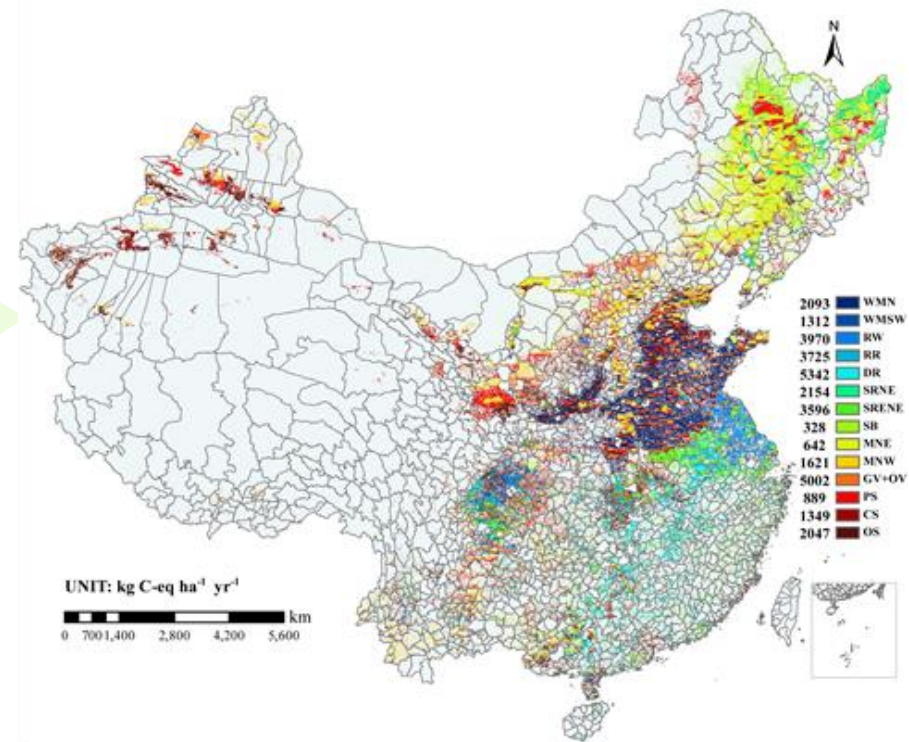 N
2093 WMN
1312 WMSW
3970 RW
3725 RR
5342 DR
2154 SRNE
3596 SRENE
328 SB
642 MNE
1621 MNW
5002 GV+OV
889 PS
1349 CS
2047 OS
UNIT: kg C-eq ha⁻¹ yr⁻¹
km
0 700 1,400 2,800 4,200 5,600